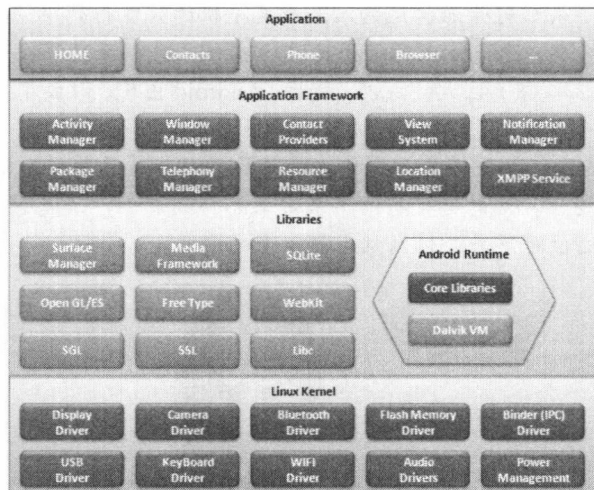 Application
HOME
Contacts
Phone
Browser
...
Application Framework
Activity
Manager
Window
Manager
Contact
Providers
View
System
Notification
Manager
Package
Manager
Telephony
Manager
Resource
Manager
Location
Manager
XMPP Service
Libraries
Surface
Manager
Media
Framework
SQLite
Open GL/ES
Free Type
WebKit
SGL
SSL
Libc
Android Runtime
Core Libraries
Dalvik VM
Linux Kernel
Display
Driver
Camera
Driver
Bluetooth
Driver
Flash Memory
Driver
Binder (IPC)
Driver
USB
Driver
KeyBoard
Driver
WIFI
Driver
Audio
Drivers
Power
Management